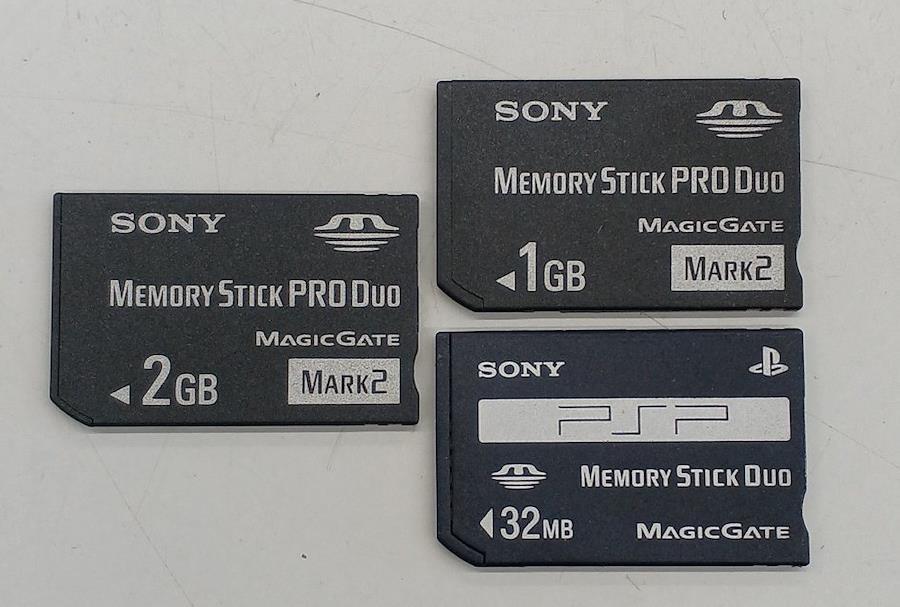 SONY
MEMORY STICK PRO DUO
MAGICGATE
2GB
MARK2
SONY
MEMORY STICK PRO DUO
MAGICGATE
1GB
MARK2
SONY
PSP
MEMORY STICK DUO
32MB
MAGICGATE